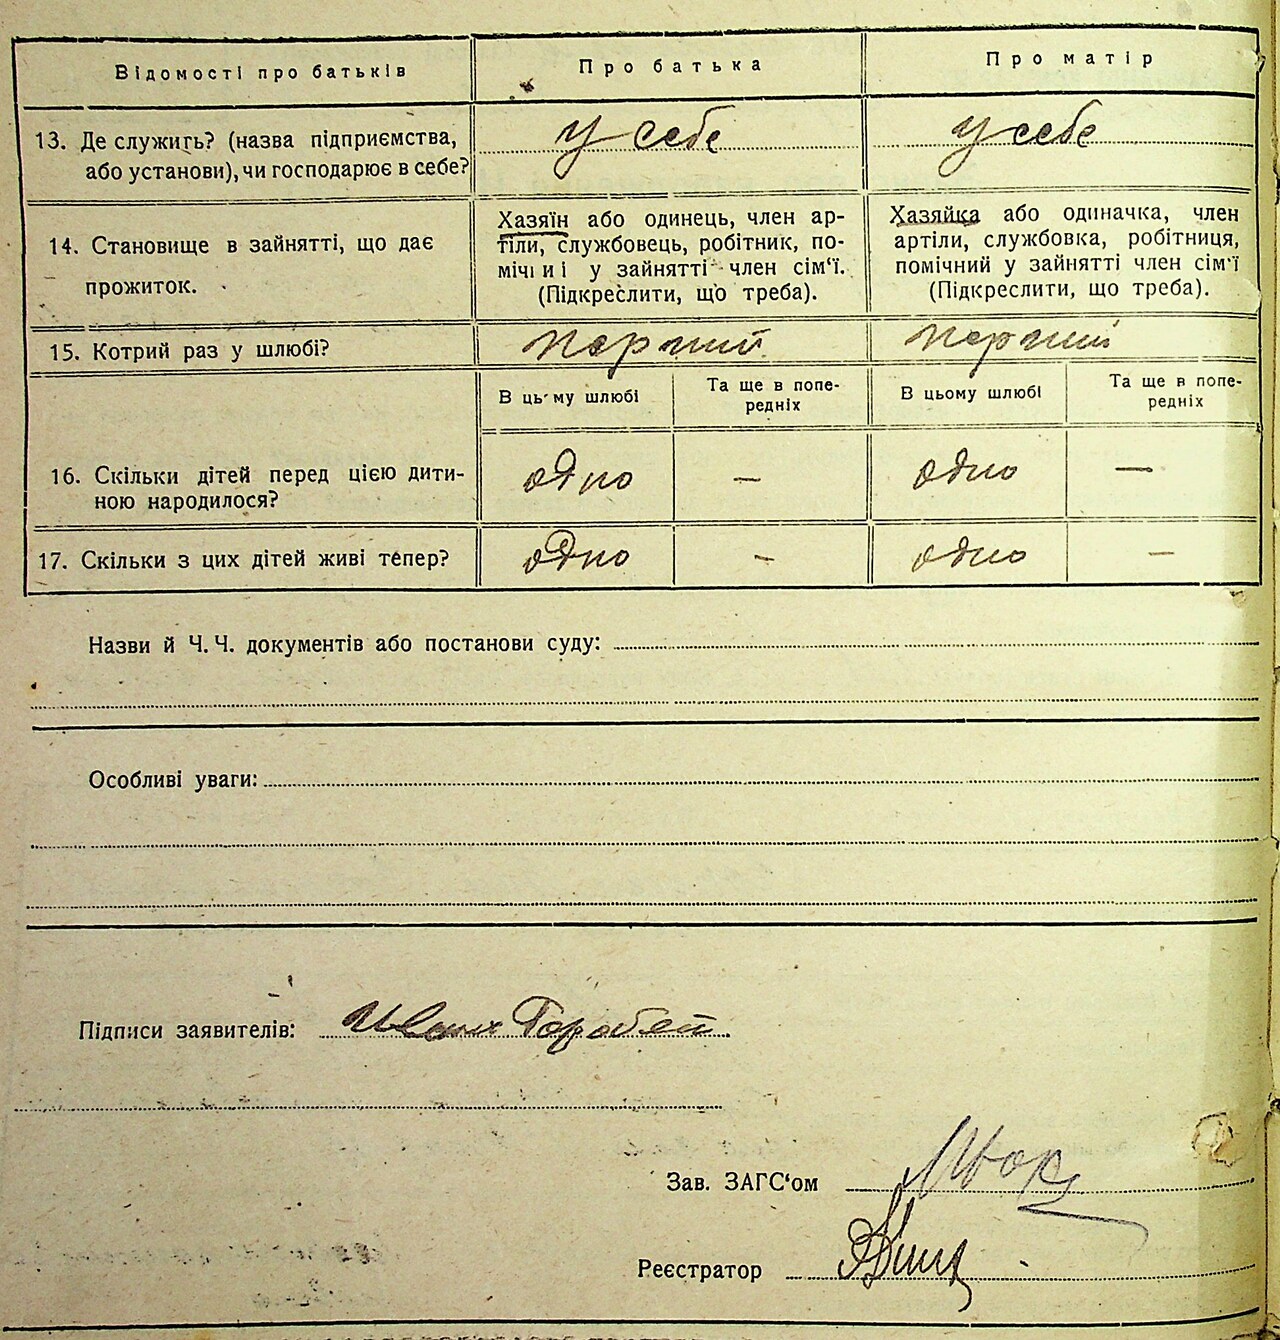 Відомості про батьків Про батька Про матір
13. Де служить? (назва підприємства, у себе у себе
або установи), чи господарює в себе?
14. Становище в зайнятті, що дає прожиток.
Хазяїн або одинець, член ар-
тіли, службовець, робітник, по-
мічний у зайнятті член сім‘ї.
(Підкреслити, що треба).
Хазяйка або одиначка, член
артіли, службовка, робітниця,
помічний у зайнятті член сім‘ї
(Підкреслити, що треба).
15. Котрий раз у шлюбі? перший перший
В цьому шлюбі Та ще в попе- В цьому шлюбі Та ще в попе-
редніх редніх
16. Скільки дітей перед цією дити- одно — одно —
ною народилося?
17. Скільки з цих дітей живі тепер? одно — одно —
Назви й Ч. Ч. документів або постанови суду:
Особливі уваги:
Підписи заявителів: Иван Горобей
Зав. ЗАГС‘ом
Реєстратор